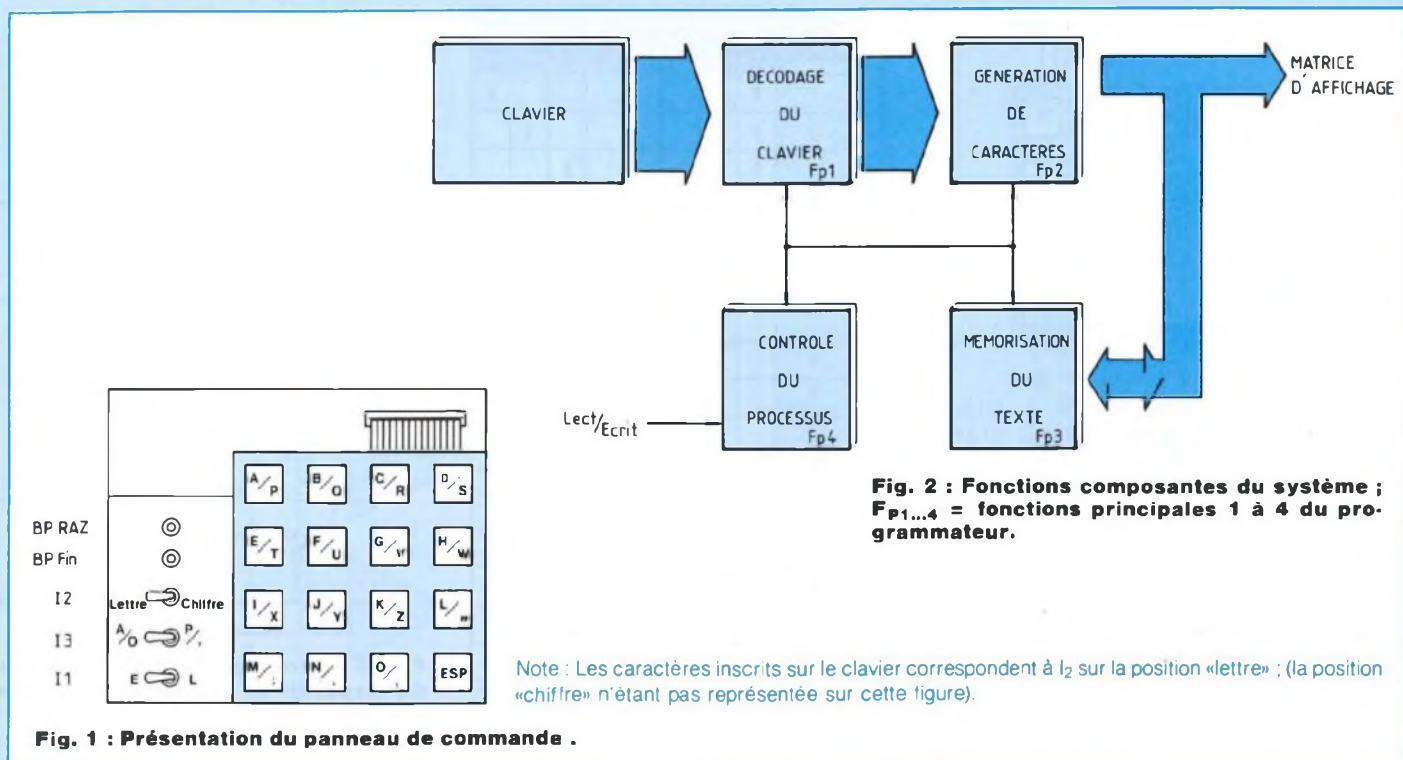 CLAVIER
DECODAGE
DU
CLAVIER
Fp1
GENERATION
DE
CARACTERES
Fp2
MATRICE
D'AFFICHAGE
CONTROLE
DU
PROCESSUS
Fp4
MEMORISATION
DU
TEXTE
Fp3
Lect/Ecrit
Fig. 2 : Fonctions composantes du système ;
FP1...4 = fonctions principales 1 à 4 du pro-
grammateur.
A/P B/Q C/R D/S
E/T F/U G/V H/W
I/X J/Y K/Z L/
M/ N/ O/ ESP
BP RAZ
BP Fin
I2 Lettre Chiffre
I3 A/O P/
I1 E L
Note : Les caractères inscrits sur le clavier correspondent à I2 sur la position «lettre» ; (la position
«chiffre» n'étant pas représentée sur cette figure).
Fig. 1 : Présentation du panneau de commande .